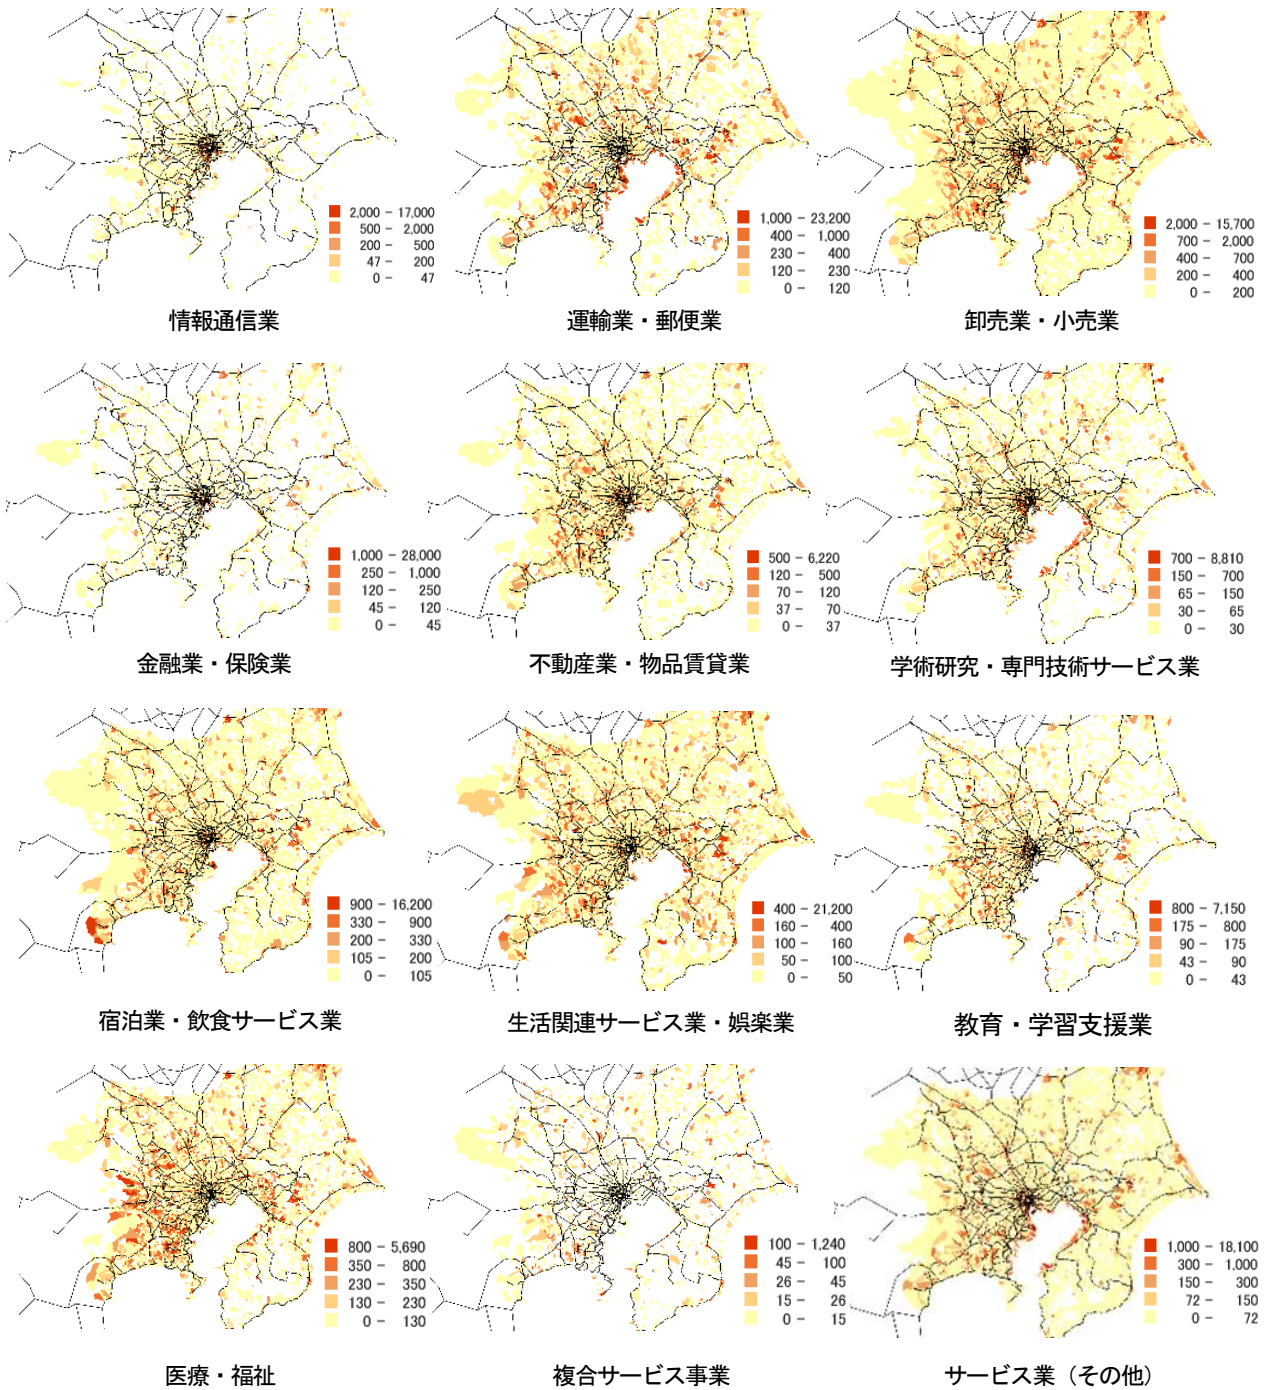 2,000 － 17,000
500 － 2,000
200 － 500
47 － 200
0 － 47
情報通信業
1,000 － 23,200
400 － 1,000
230 － 400
120 － 230
0 － 120
運輸業・郵便業
2,000 － 15,700
700 － 2,000
400 － 700
200 － 400
0 － 200
卸売業・小売業
1,000 － 28,000
250 － 1,000
120 － 250
45 － 120
0 － 45
金融業・保険業
500 － 6,220
120 － 500
70 － 120
37 － 70
0 － 37
不動産業・物品賃貸業
700 － 8,810
150 － 700
65 － 150
30 － 65
0 － 30
学術研究・専門技術サービス業
900 － 16,200
330 － 900
200 － 330
105 － 200
0 － 105
宿泊業・飲食サービス業
400 － 21,200
160 － 400
100 － 160
50 － 100
0 － 50
生活関連サービス業・娯楽業
800 － 7,150
175 － 800
90 － 175
43 － 90
0 － 43
教育・学習支援業
800 － 5,690
350 － 800
230 － 350
130 － 230
0 － 130
医療・福祉
100 － 1,240
45 － 100
26 － 45
15 － 26
0 － 15
複合サービス事業
1,000 － 18,100
300 － 1,000
150 － 300
72 － 150
0 － 72
サービス業（その他）